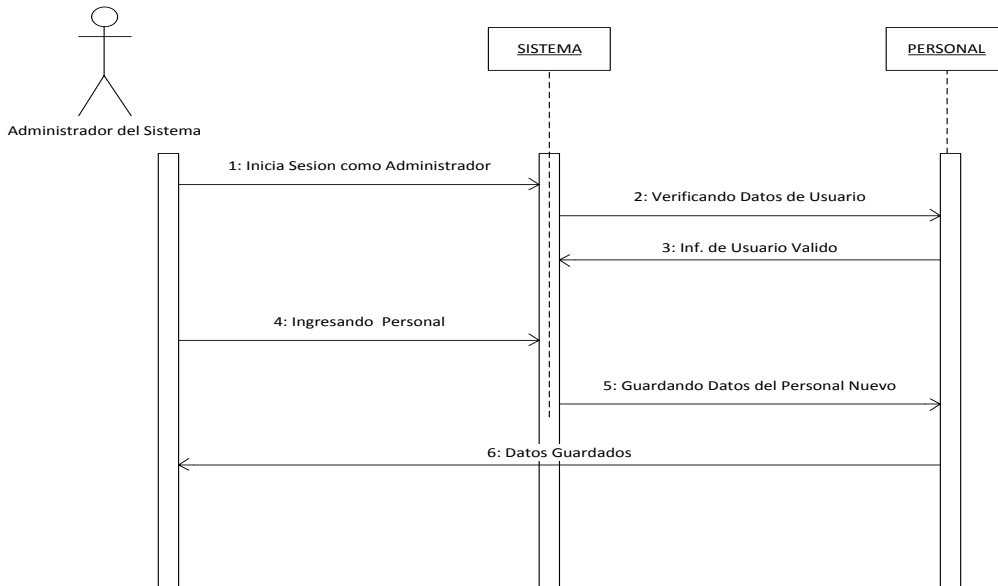 SISTEMA
PERSONAL
Administrador del Sistema
1: Inicia Sesion como Administrador
2: Verificando Datos de Usuario
3: Inf. de Usuario Valido
4: Ingresando Personal
5: Guardando Datos del Personal Nuevo
6: Datos Guardados